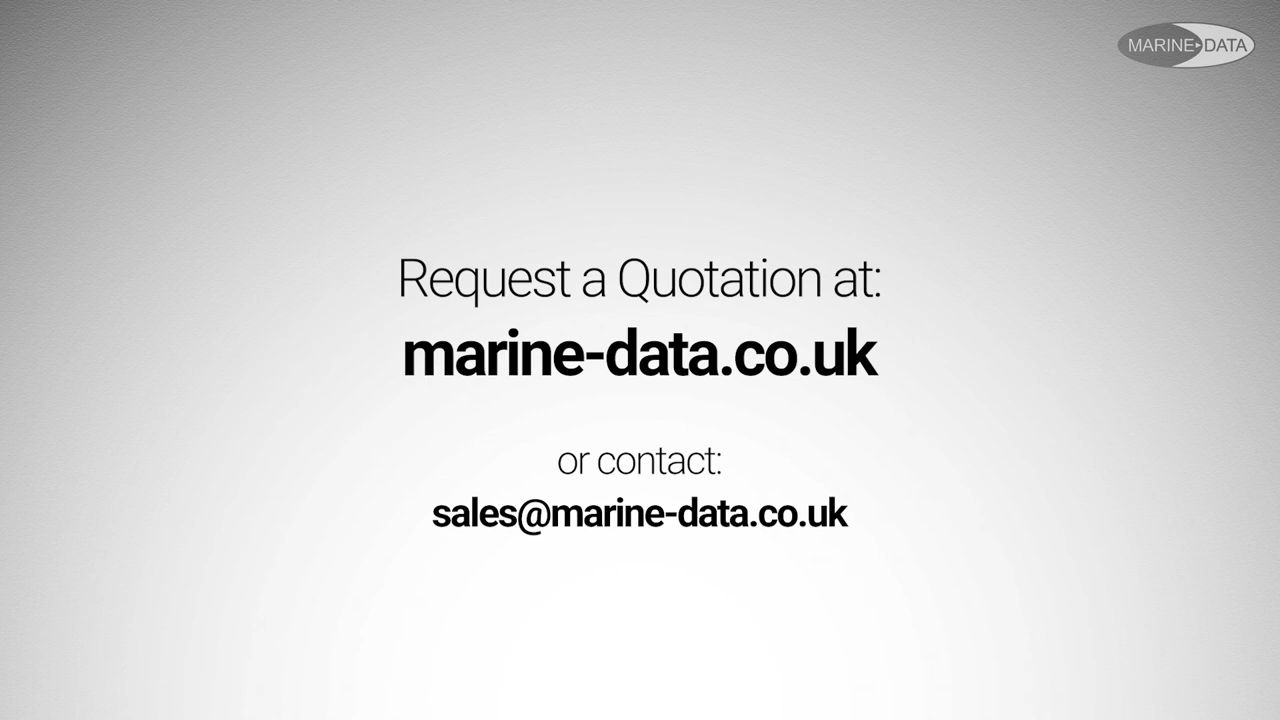 MARINE DATA
Request a Quotation at:
marine-data.co.uk
or contact:
sales@marine-data.co.uk